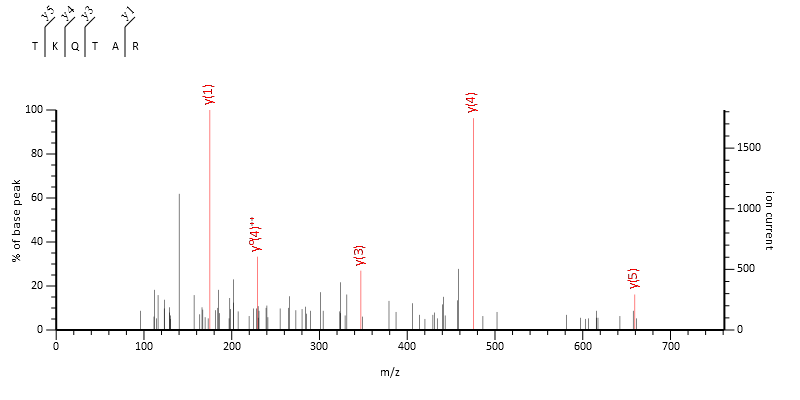 y5 y4 y3 y1
T K Q T A R
y(1)
y(4)
y⁰(4)⁺⁺
y(3)
y(5)
100
80
60
40
20
0
% of base peak
1500
1000
500
0
ion current
0 100 200 300 400 500 600 700
m/z